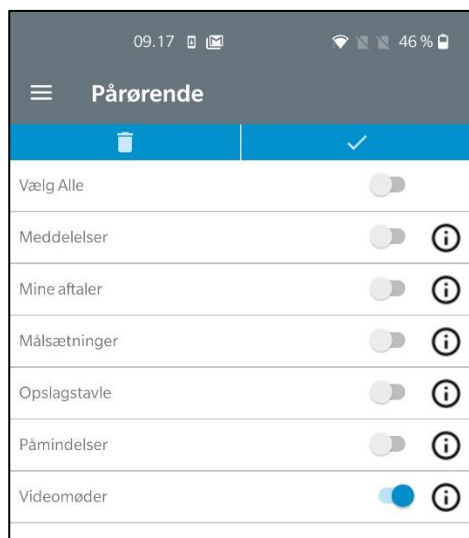 09.17 46 %
Pårørende
Vælg Alle
Meddelelser
Mine aftaler
Målsætninger
Opslagstavle
Påmindelser
Videomøder